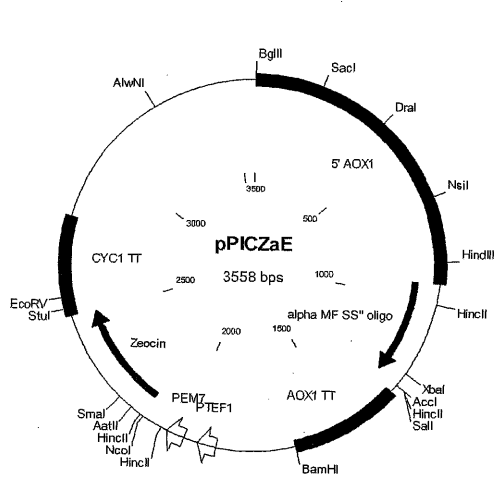 BglII
SacI
DraI
AlwNI
5' AOX1
NsiI
3500
500
3000
pPICZaE
HindIII
CYC1 TT
3558 bps
1000
2500
HincII
EcoRV
StuI
alpha MF SS" oligo
2000
1500
Zeocin
XbaI
AccI
HincII
SalI
PEM7
PTEF1
AOX1 TT
SmaI
AatII
HincII
NcoI
HincII
BamHI